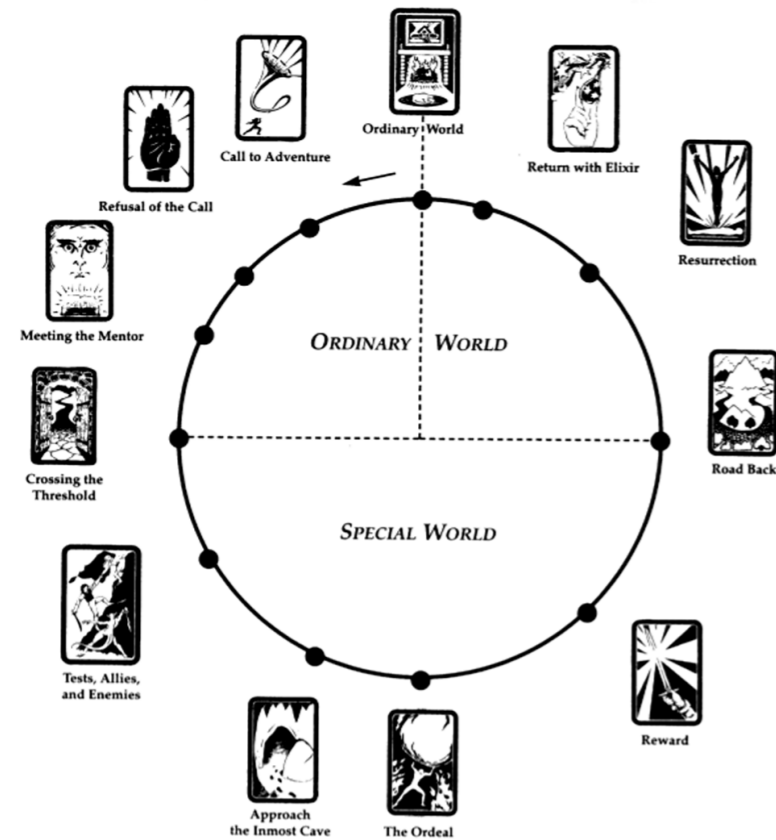 Ordinary World
Call to Adventure
Refusal of the Call
Meeting the Mentor
Crossing the
Threshold
Tests, Allies,
and Enemies
Approach
the Inmost Cave
The Ordeal
Reward
Road Back
Resurrection
Return with Elixir
ORDINARY WORLD
SPECIAL WORLD